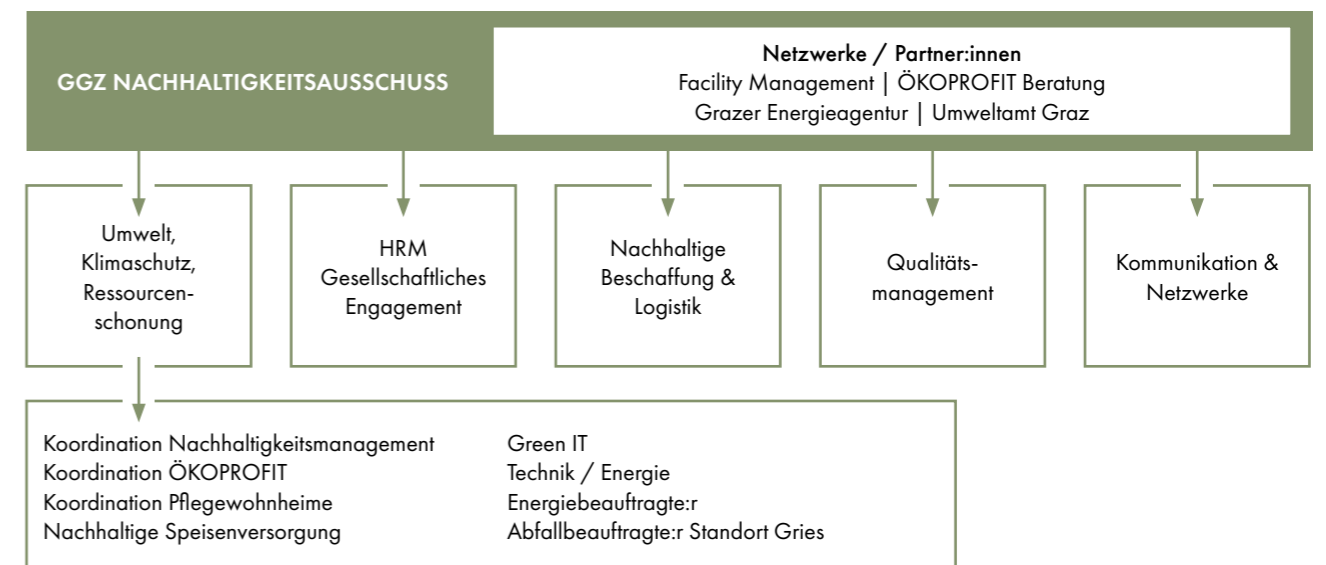 GGZ NACHHALTIGKEITSAUSSCHUSS
Netzwerke / Partner:innen
Facility Management | ÖKOPROFIT Beratung
Grazer Energieagentur | Umweltamt Graz
Umwelt,
Klimaschutz,
Ressourcen-
schonung
HRM
Gesellschaftliches
Engagement
Nachhaltige
Beschaffung &
Logistik
Qualitäts-
management
Kommunikation &
Netzwerke
Koordination Nachhaltigkeitsmanagement
Koordination ÖKOPROFIT
Koordination Pflegewohnheime
Nachhaltige Speisenversorgung
Green IT
Technik / Energie
Energiebeauftragte:r
Abfallbeauftragte:r Standort Gries